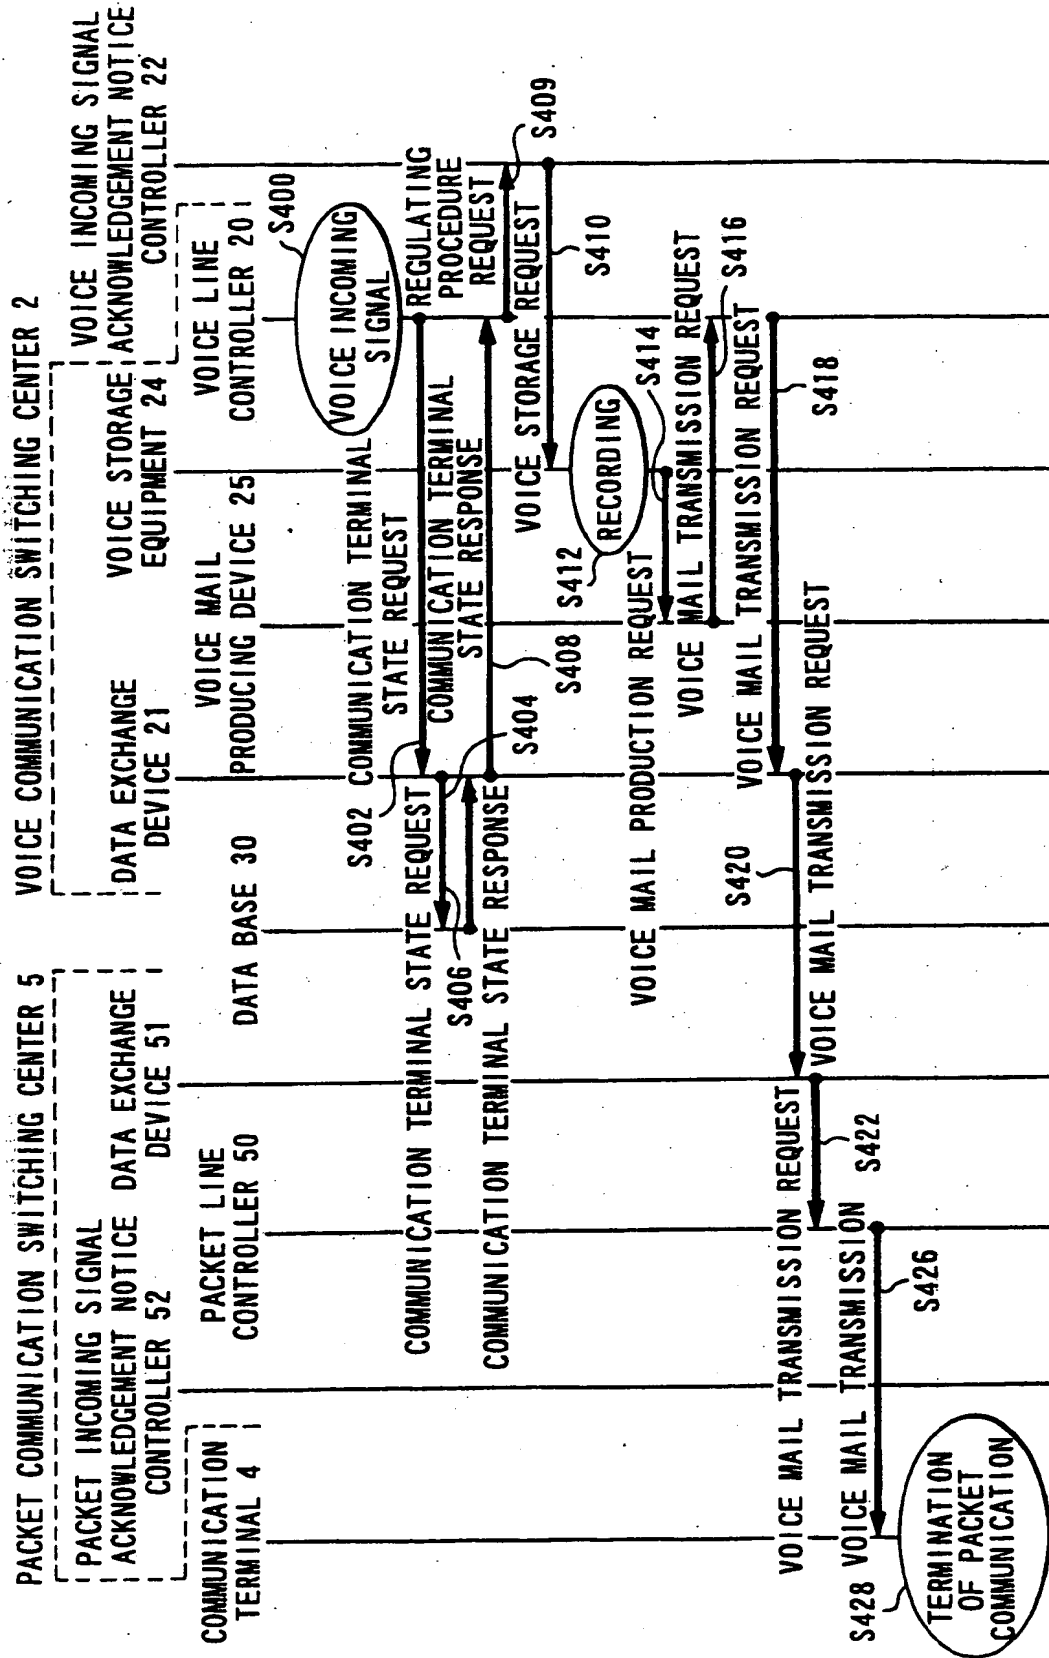 PACKET COMMUNICATION SWITCHING CENTER 5
PACKET INCOMING SIGNAL
ACKNOWLEDGEMENT NOTICE
CONTROLLER 52
DATA EXCHANGE
DEVICE 51
COMMUNICATION
TERMINAL 4
PACKET LINE
CONTROLLER 50
DATA BASE 30
VOICE COMMUNICATION SWITCHING CENTER 2
DATA EXCHANGE
DEVICE 21
VOICE MAIL
PRODUCING DEVICE 25
VOICE STORAGE
EQUIPMENT 24
VOICE LINE
CONTROLLER 20
VOICE INCOMING SIGNAL
ACKNOWLEDGEMENT NOTICE
CONTROLLER 22
S400
VOICE INCOMING
SIGNAL
S402
COMMUNICATION TERMINAL
STATE REQUEST
COMMUNICATION TERMINAL STATE REQUEST
S404
S406
COMMUNICATION TERMINAL STATE RESPONSE
COMMUNICATION TERMINAL
STATE RESPONSE
S408
REGULATING
PROCEDURE
REQUEST
S409
VOICE STORAGE REQUEST
S410
RECORDING
S412
VOICE MAIL PRODUCTION REQUEST
S414
VOICE MAIL TRANSMISSION REQUEST
S416
VOICE MAIL TRANSMISSION REQUEST
S418
S420
VOICE MAIL TRANSMISSION REQUEST
VOICE MAIL TRANSMISSION REQUEST
S422
VOICE MAIL TRANSMISSION
S426
S428
TERMINATION
OF PACKET
COMMUNICATION